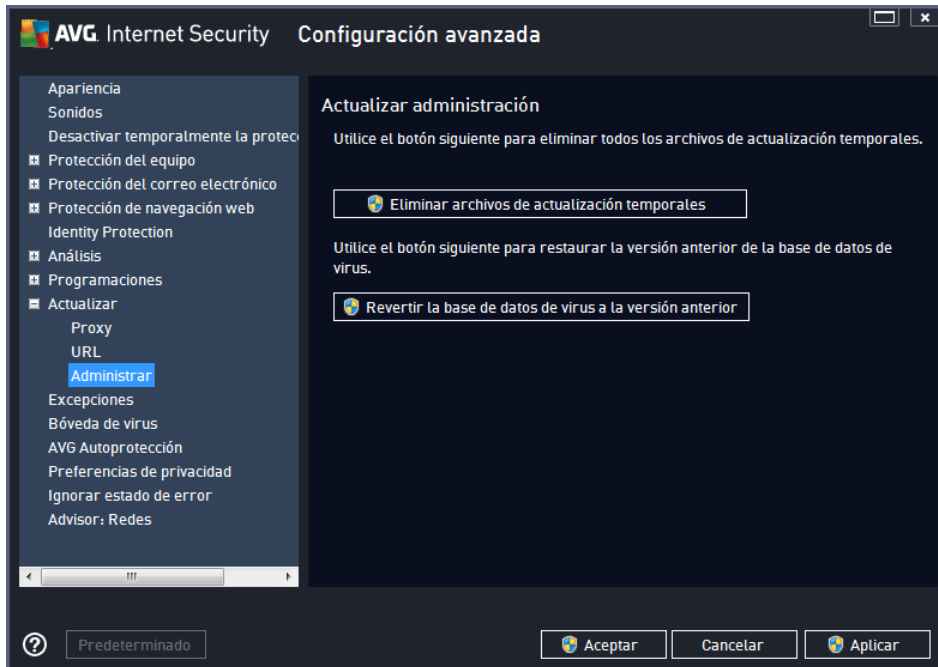 AVG. Internet Security Configuración avanzada
Apariencia
Sonidos
Desactivar temporalmente la protec
Protección del equipo
Protección del correo electrónico
Protección de navegación web
Identity Protection
Análisis
Programaciones
Actualizar
Proxy
URL
Administrar
Excepciones
Bóveda de virus
AVG Autoprotección
Preferencias de privacidad
Ignorar estado de error
Advisor: Redes
Actualizar administración
Utilice el botón siguiente para eliminar todos los archivos de actualización temporales.
Eliminar archivos de actualización temporales
Utilice el botón siguiente para restaurar la versión anterior de la base de datos de
virus.
Revertir la base de datos de virus a la versión anterior
? Predeterminado Aceptar Cancelar Aplicar